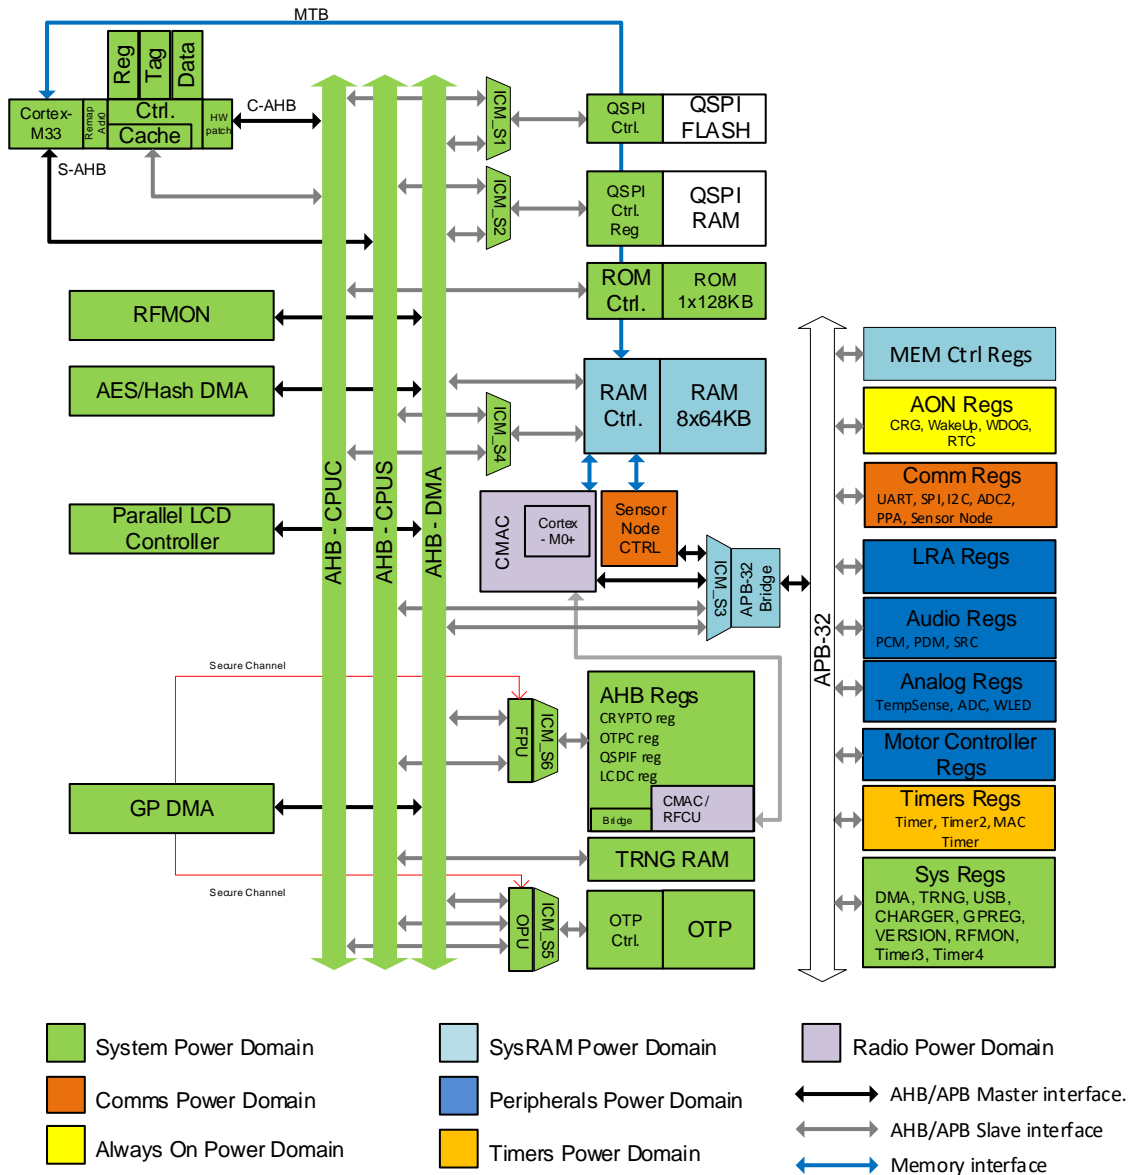 MTB
Reg
Tag
Data
Cortex-
M33
Remap
Adr0
Ctrl.
Cache
HW
patch
C-AHB
S-AHB
ICM_S1
QSPI
Ctrl.
QSPI
FLASH
ICM_S2
QSPI
Ctrl.
Reg
QSPI
RAM
ROM
Ctrl.
ROM
1x128KB
RFMON
AES/Hash DMA
Parallel LCD
Controller
GP DMA
AHB - CPUC
AHB - CPUS
AHB - DMA
ICM_S4
RAM
Ctrl.
RAM
8x64KB
CMAC
Cortex
- M0+
Sensor
Node
CTRL
ICM_S3
APB-32
Bridge
APB-32
MEM Ctrl Regs
AON Regs
CRG, WakeUp, WDOG,
RTC
Comm Regs
UART, SPI, I2C, ADC2,
PPA, Sensor Node
LRA Regs
Audio Regs
PCM, PDM, SRC
Analog Regs
TempSense, ADC, WLED
Motor Controller
Regs
Timers Regs
Timer, Timer2, MAC
Timer
Sys Regs
DMA, TRNG, USB,
CHARGER, GPREG,
VERSION, RFMON,
Timer3, Timer4
Secure Channel
FPU
ICM_S6
AHB Regs
CRYPTO reg
OTPC reg
QSPIF reg
LCDC reg
Bridge
CMAC/
RFCU
TRNG RAM
Secure Channel
OPU
ICM_S5
OTP
Ctrl.
OTP
System Power Domain
SysRAM Power Domain
Radio Power Domain
Comms Power Domain
Peripherals Power Domain
AHB/APB Master interface.
Always On Power Domain
Timers Power Domain
AHB/APB Slave interface
Memory interface